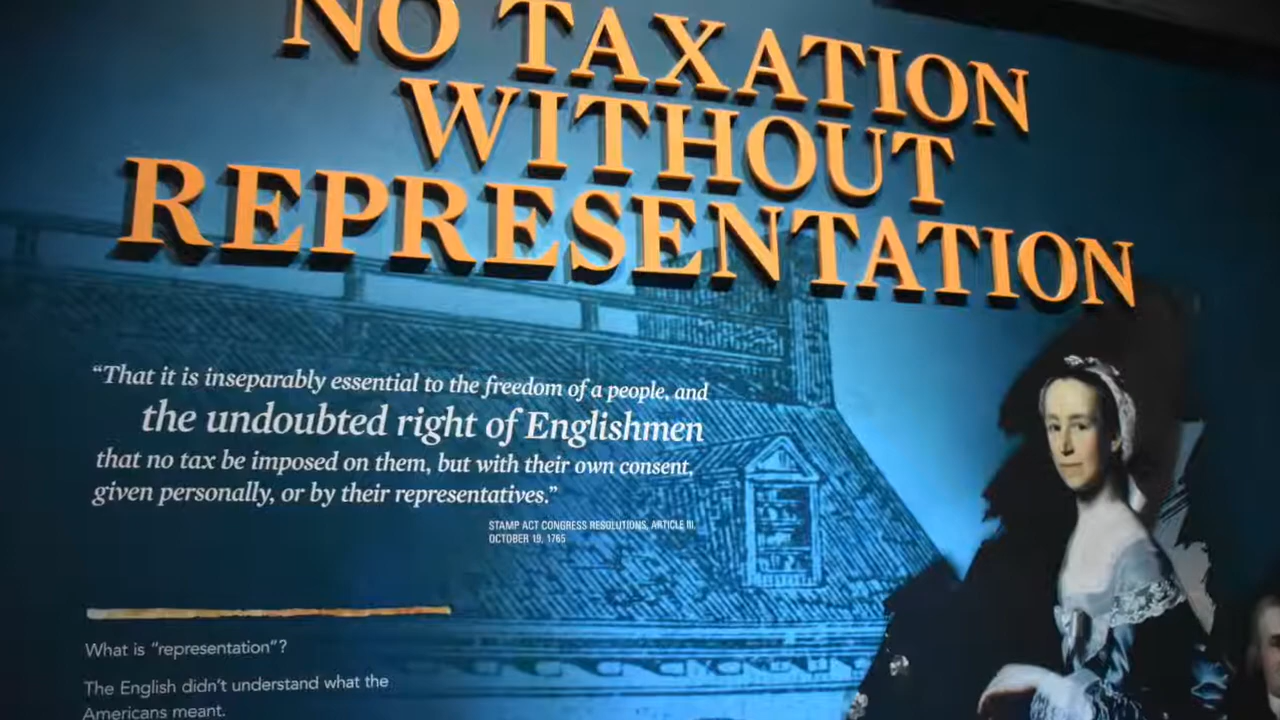 NO TAXATION
WITHOUT
REPRESENTATION
“That it is inseparably essential to the freedom of a people, and
the undoubted right of Englishmen
that no tax be imposed on them, but with their own consent,
given personally, or by their representatives.”
STAMP ACT CONGRESS RESOLUTIONS, ARTICLE III.
OCTOBER 19, 1765
What is “representation”?
The English didn’t understand what the
Americans meant.